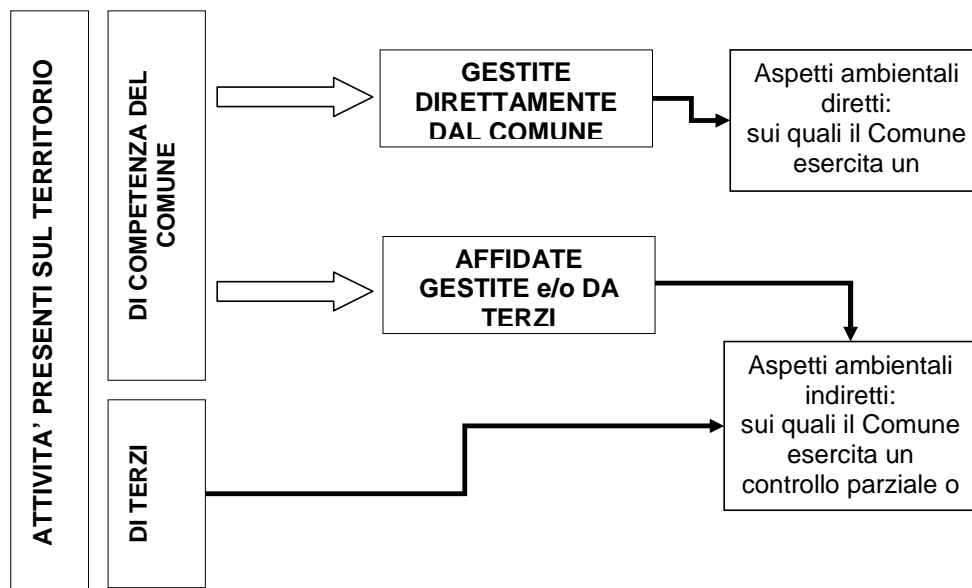 ATTIVITA' PRESENTI SUL TERRITORIO
DI COMPETENZA DEL
COMUNE
GESTITE
DIRETTAMENTE
DAL COMUNE
Aspetti ambientali
diretti:
sui quali il Comune
esercita un
AFFIDATE
GESTITE e/o DA
TERZI
DI TERZI
Aspetti ambientali
indiretti:
sui quali il Comune
esercita un
controllo parziale o